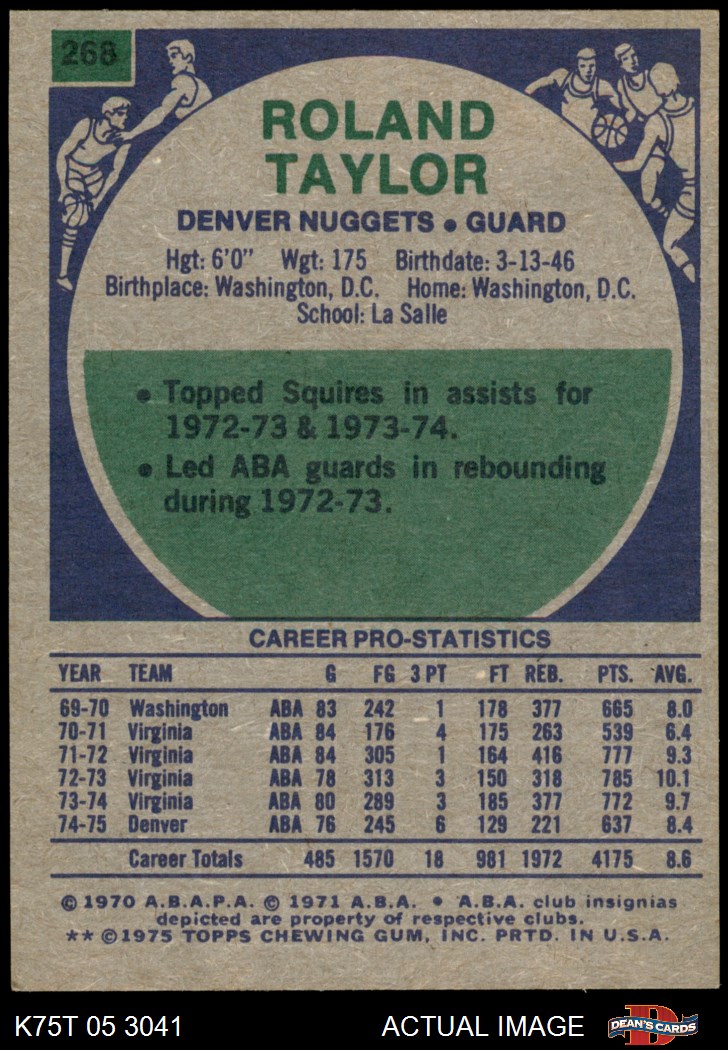 268
ROLAND
TAYLOR
DENVER NUGGETS • GUARD
Hgt: 6'0" Wgt: 175 Birthdate: 3-13-46
Birthplace: Washington, D.C. Home: Washington, D.C.
School: La Salle
• Topped Squires in assists for
1972-73 & 1973-74.
• Led ABA guards in rebounding
during 1972-73.
CAREER PRO-STATISTICS
YEAR TEAM G FG 3 PT FT REB. PTS. AVG.
69-70 Washington ABA 83 242 1 178 377 665 8.0
70-71 Virginia ABA 84 176 4 175 263 539 6.4
71-72 Virginia ABA 84 305 1 164 416 777 9.3
72-73 Virginia ABA 78 313 3 150 318 785 10.1
73-74 Virginia ABA 80 289 3 185 377 772 9.7
74-75 Denver ABA 76 245 6 129 221 637 8.4
Career Totals 485 1570 18 981 1972 4175 8.6
© 1970 A.B.A.P.A. © 1971 A.B.A. • A.B.A. club insignias
depicted are property of respective clubs.
** © 1975 TOPPS CHEWING GUM, INC. PRTD. IN U.S.A.
K75T 05 3041 ACTUAL IMAGE D DEAN'S CARDS